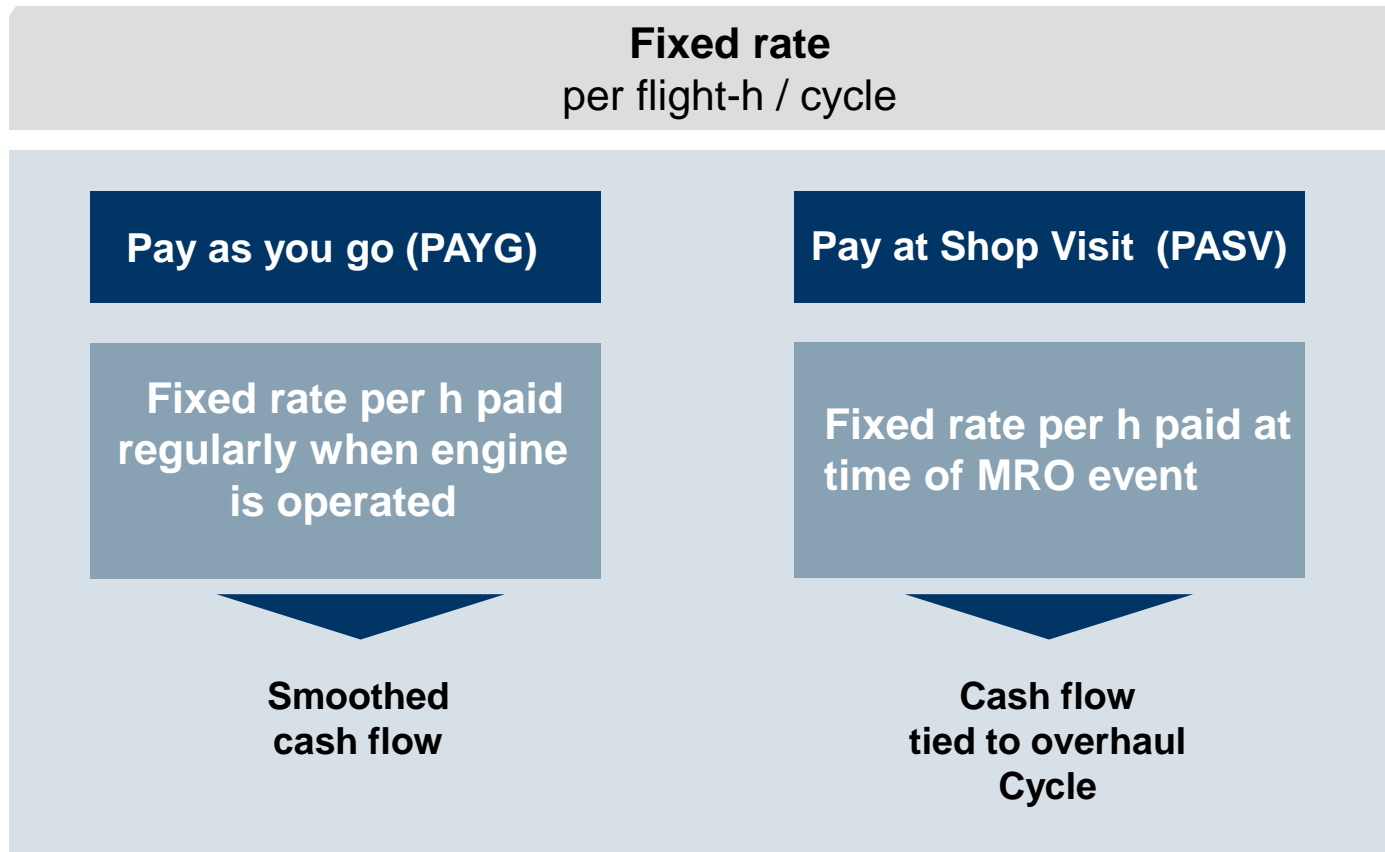 Fixed rate
per flight-h / cycle
Pay as you go (PAYG)
Pay at Shop Visit (PASV)
Fixed rate per h paid
regularly when engine
is operated
Fixed rate per h paid at
time of MRO event
Smoothed
cash flow
Cash flow
tied to overhaul
Cycle